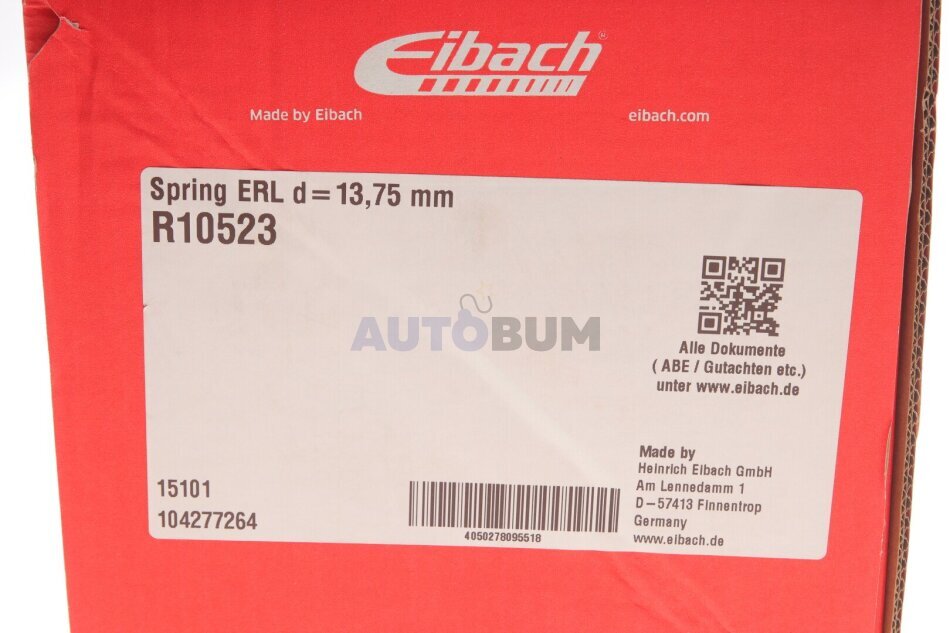 Eibach®
Made by Eibach
eibach.com
Spring ERL d=13,75 mm
R10523
AUTOBUM
Alle Dokumente
( ABE / Gutachten etc.)
unter www.eibach.de
Made by
Heinrich Eibach GmbH
Am Lennedamm 1
D-57413 Finnentrop
Germany
www.eibach.de
15101
104277264
4050278095518